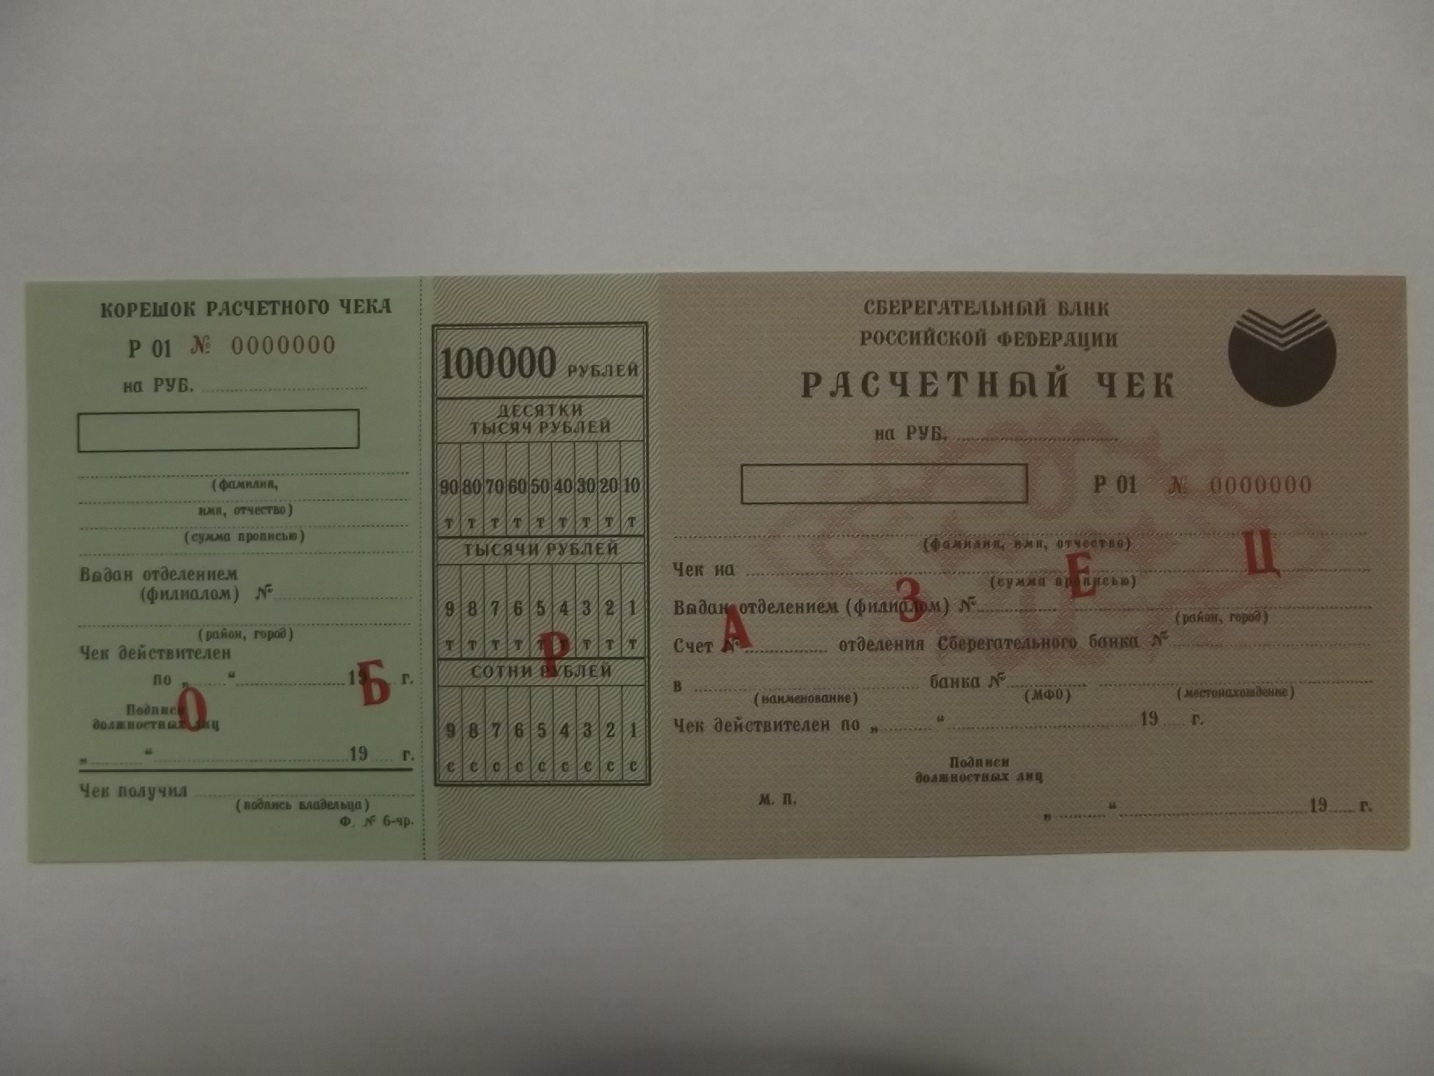 КОРЕШОК РАСЧЕТНОГО ЧЕКА
Р 01 № 0000000
на РУБ.
(фамилия,
имя, отчество)
(сумма прописью)
Выдан отделением
(филиалом) №
(район, город)
Чек действителен
по „ “ 19 г.
Подписи
должностных лиц
„ “ 19 г.
Чек получил
(подпись владельца)
Ф. № 6-чр.
100000 РУБЛЕЙ
ДЕСЯТКИ
ТЫСЯЧ РУБЛЕЙ
90 80 70 60 50 40 30 20 10
т т т т т т т т т
ТЫСЯЧИ РУБЛЕЙ
9 8 7 6 5 4 3 2 1
т т т т т т т т т
СОТНИ РУБЛЕЙ
9 8 7 6 5 4 3 2 1
с с с с с с с с с
СБЕРЕГАТЕЛЬНЫЙ БАНК
РОССИЙСКОЙ ФЕДЕРАЦИИ
РАСЧЕТНЫЙ ЧЕК
на РУБ.
Р 01 № 0000000
(фамилия, имя, отчество)
Чек на
(сумма прописью)
Выдан отделением (филиалом) №
(район, город)
Счет № отделения Сберегательного банка №
в банка №
(наименование) (МФО) (местонахождение)
Чек действителен по „ “ 19 г.
Подписи
должностных лиц
М. П.
„ “ 19 г.
ОБРАЗЕЦ